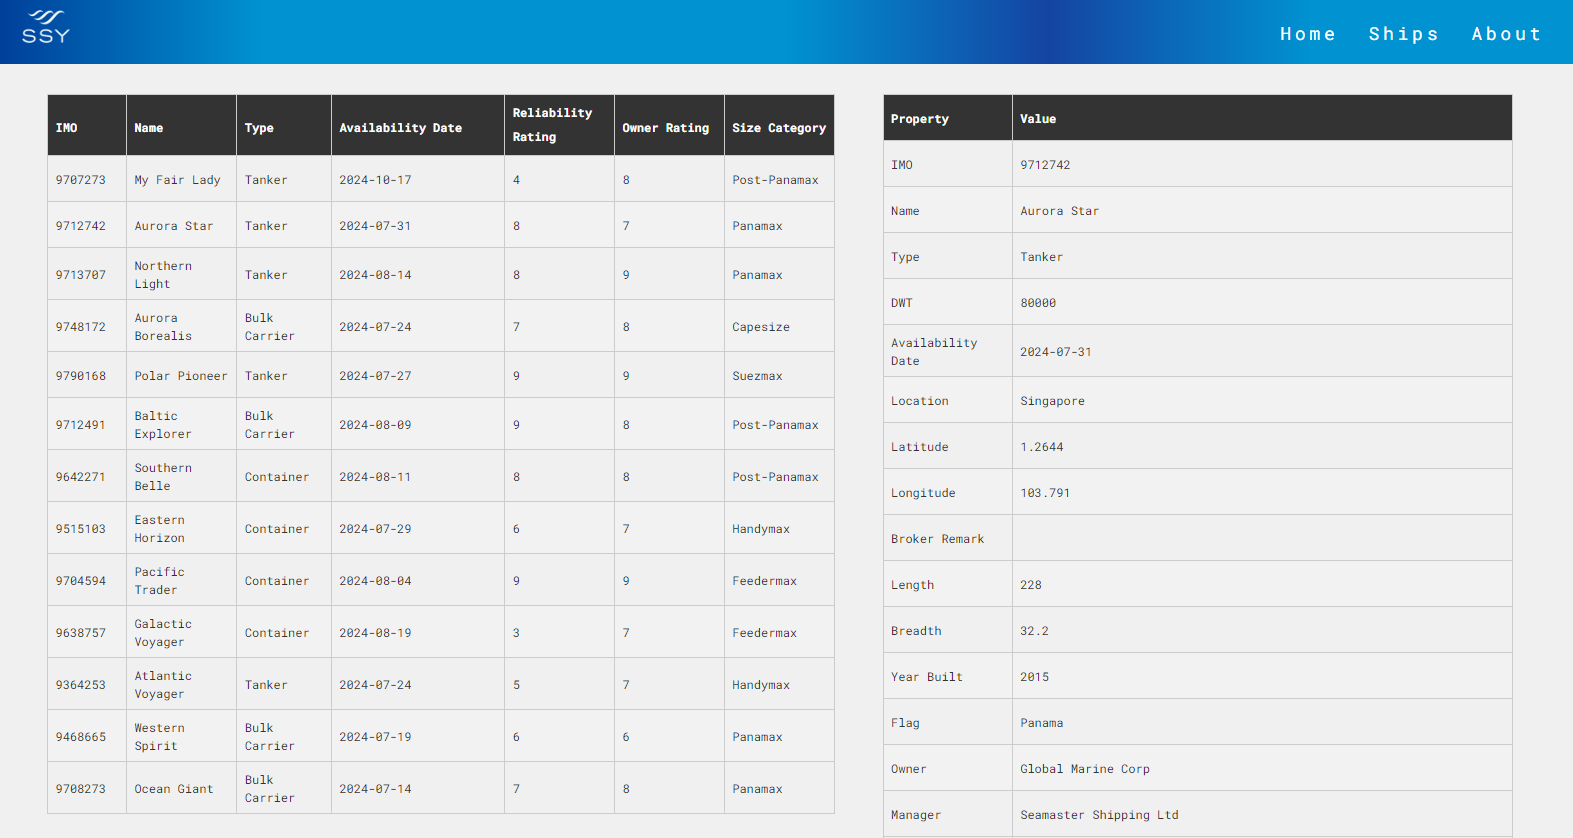 SSY
Home Ships About
IMO Name Type Availability Date Reliability Rating Owner Rating Size Category
9707273 My Fair Lady Tanker 2024-10-17 4 8 Post-Panamax
9712742 Aurora Star Tanker 2024-07-31 8 7 Panamax
9713707 Northern Light Tanker 2024-08-14 8 9 Panamax
9748172 Aurora Borealis Bulk Carrier 2024-07-24 7 8 Capesize
9790168 Polar Pioneer Tanker 2024-07-27 9 9 Suezmax
9712491 Baltic Explorer Bulk Carrier 2024-08-09 9 8 Post-Panamax
9642271 Southern Belle Container 2024-08-11 8 8 Post-Panamax
9515103 Eastern Horizon Container 2024-07-29 6 7 Handymax
9704594 Pacific Trader Container 2024-08-04 9 9 Feedermax
9638757 Galactic Voyager Container 2024-08-19 3 7 Feedermax
9364253 Atlantic Voyager Tanker 2024-07-24 5 7 Handymax
9468665 Western Spirit Bulk Carrier 2024-07-19 6 6 Panamax
9708273 Ocean Giant Bulk Carrier 2024-07-14 7 8 Panamax
Property Value
IMO 9712742
Name Aurora Star
Type Tanker
DWT 80000
Availability Date 2024-07-31
Location Singapore
Latitude 1.2644
Longitude 103.791
Broker Remark
Length 228
Breadth 32.2
Year Built 2015
Flag Panama
Owner Global Marine Corp
Manager Seamaster Shipping Ltd